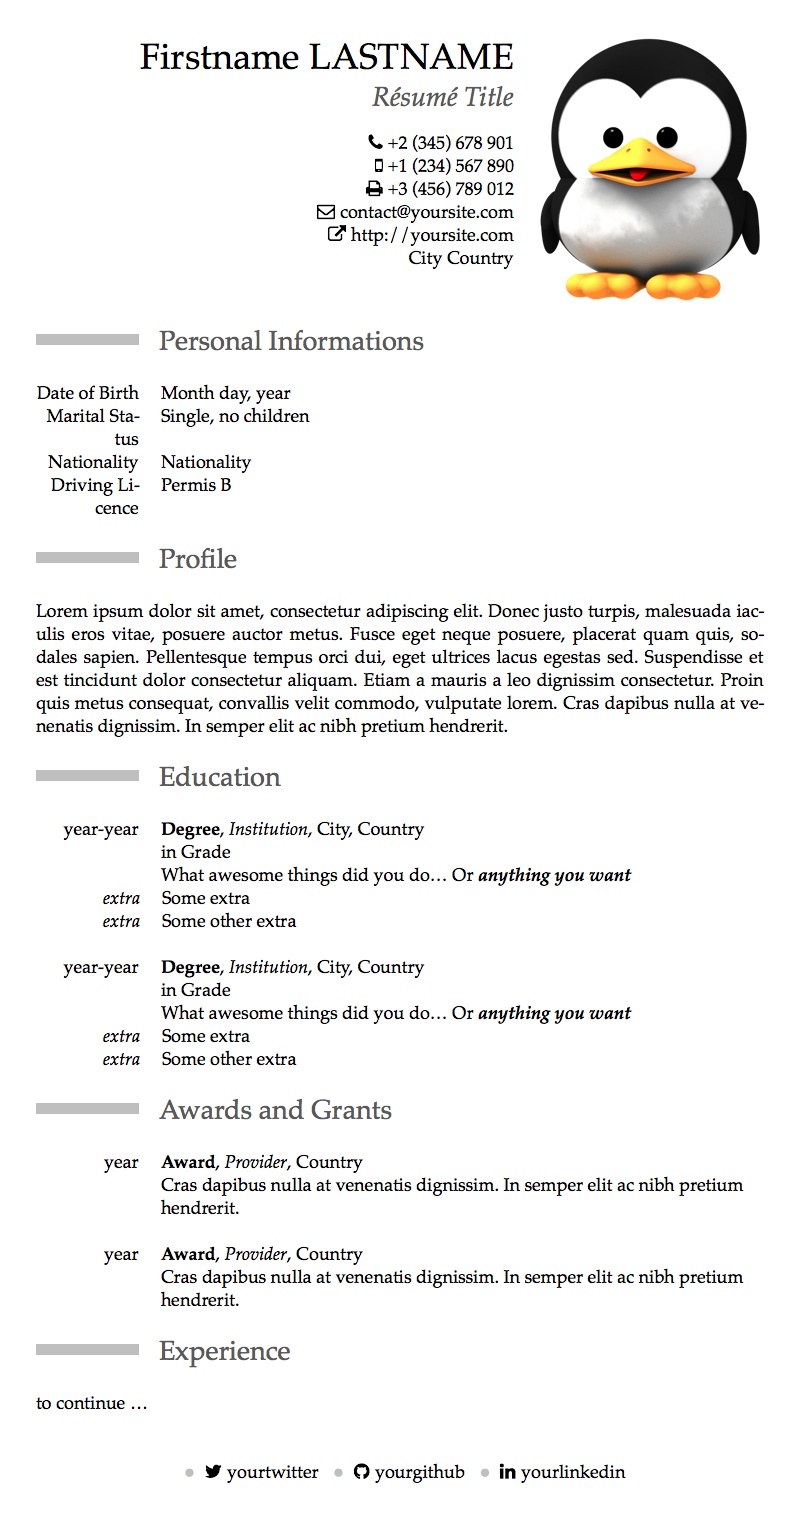 Firstname LASTNAME
Résumé Title
+2 (345) 678 901
+1 (234) 567 890
+3 (456) 789 012
contact@yoursite.com
http://yoursite.com
City Country
Personal Informations
Date of Birth Month day, year
Marital Sta- Single, no children
tus
Nationality Nationality
Driving Li- Permis B
cence
Profile
Lorem ipsum dolor sit amet, consectetur adipiscing elit. Donec justo turpis, malesuada iac-
ulis eros vitae, posuere auctor metus. Fusce eget neque posuere, placerat quam quis, so-
dales sapien. Pellentesque tempus orci dui, eget ultrices lacus egestas sed. Suspendisse et
est tincidunt dolor consectetur aliquam. Etiam a mauris a leo dignissim consectetur. Proin
quis metus consequat, convallis velit commodo, vulputate lorem. Cras dapibus nulla at ve-
nenatis dignissim. In semper elit ac nibh pretium hendrerit.
Education
year-year Degree, Institution, City, Country
in Grade
What awesome things did you do… Or anything you want
extra Some extra
extra Some other extra
year-year Degree, Institution, City, Country
in Grade
What awesome things did you do… Or anything you want
extra Some extra
extra Some other extra
Awards and Grants
year Award, Provider, Country
Cras dapibus nulla at venenatis dignissim. In semper elit ac nibh pretium
hendrerit.
year Award, Provider, Country
Cras dapibus nulla at venenatis dignissim. In semper elit ac nibh pretium
hendrerit.
Experience
to continue …
yourtwitter yourgithub yourlinkedin